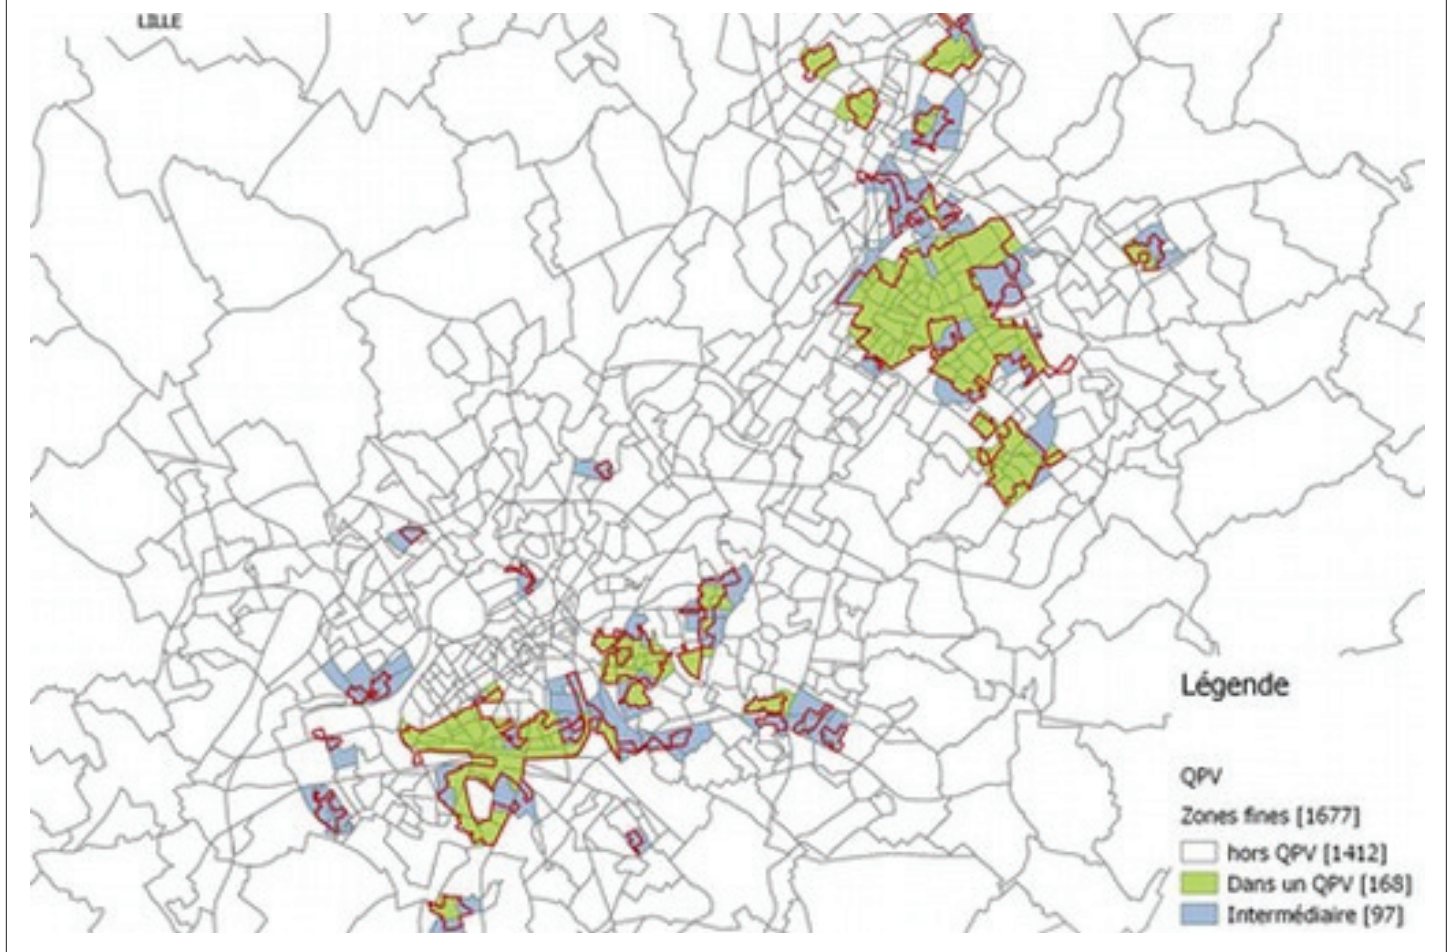 LILLE
Légende
QPV
Zones fines [1677]
hors QPV [1412]
Dans un QPV [168]
Intermédiaire [97]